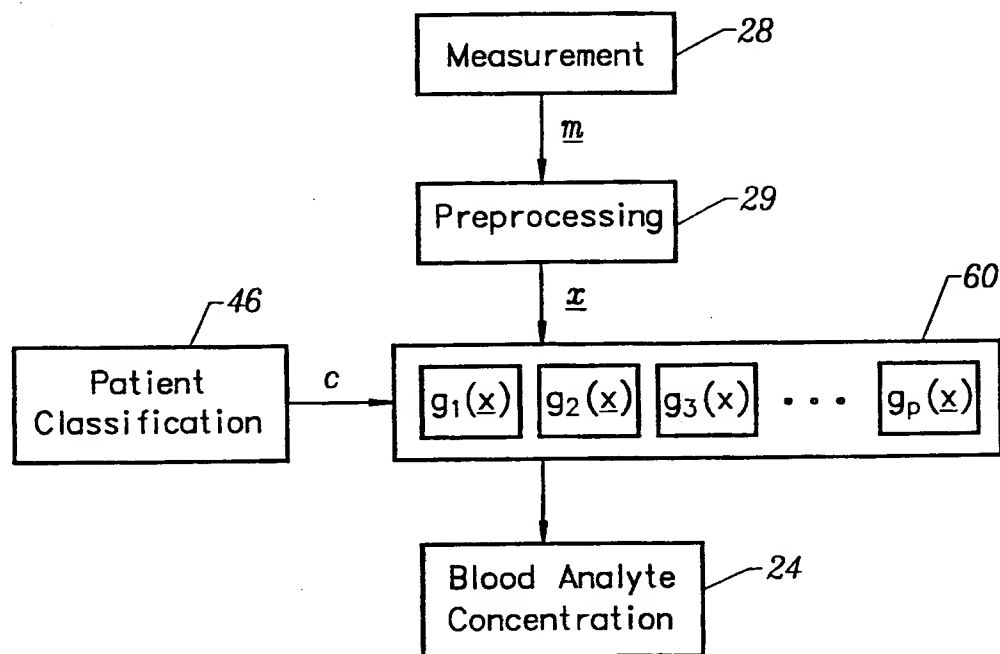 Measurement
28
m
Preprocessing
29
x
60
46
Patient
Classification
c
g₁(x) g₂(x) g₃(x) • • • gₚ(x)
Blood Analyte
Concentration
24